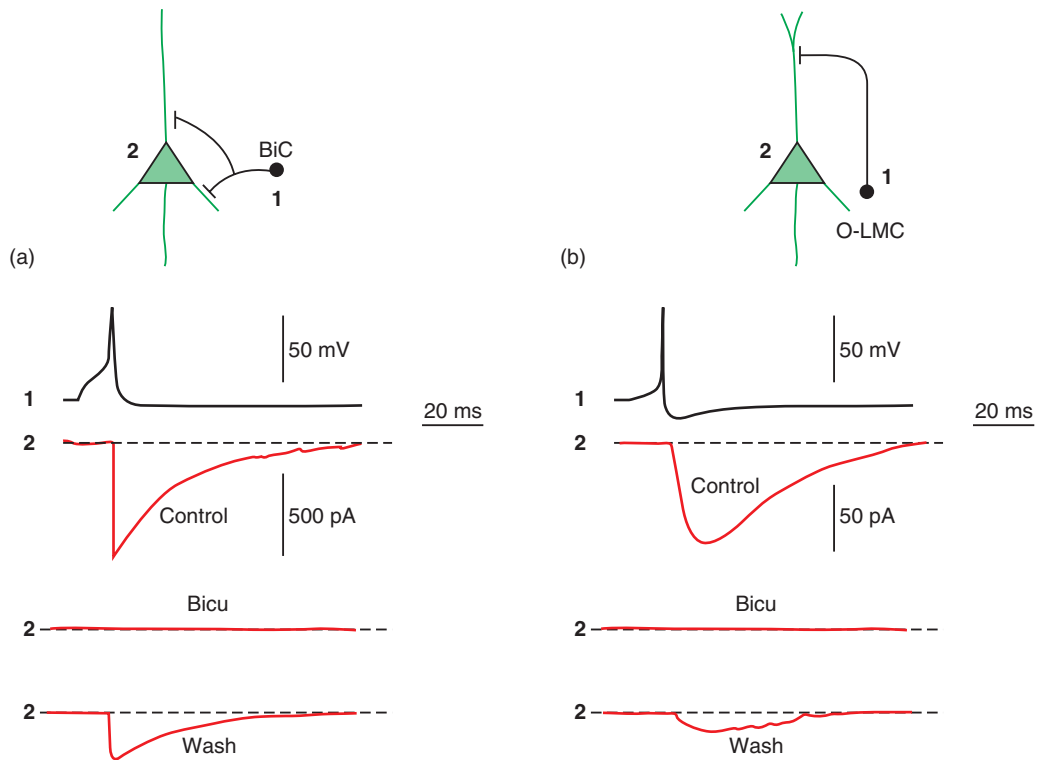 2
BiC
1
(a)
50 mV
1
20 ms
2
Control
500 pA
Bicu
2
2
Wash
2
1
O-LMC
(b)
50 mV
1
20 ms
2
Control
50 pA
Bicu
2
2
Wash